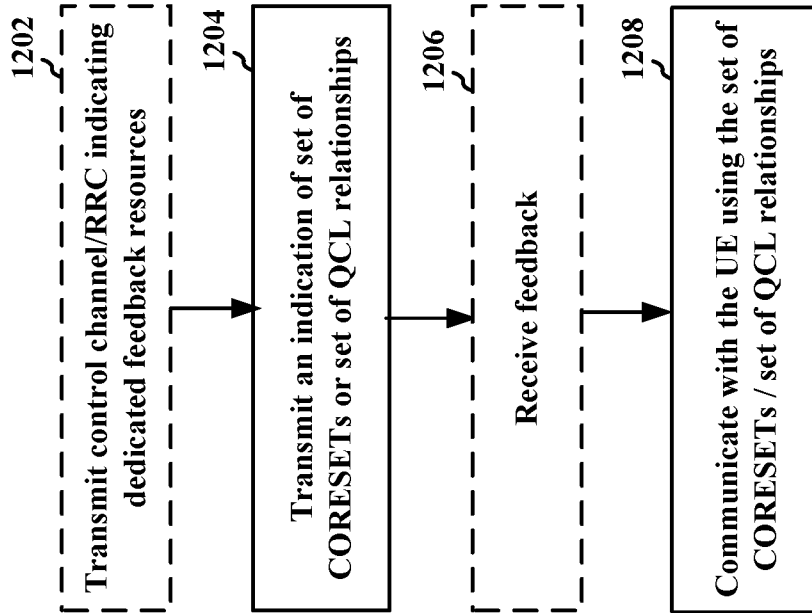 1202
Transmit control channel/RRC indicating
dedicated feedback resources
1204
Transmit an indication of set of
CORESETs or set of QCL relationships
1206
Receive feedback
1208
Communicate with the UE using the set of
CORESETs / set of QCL relationships